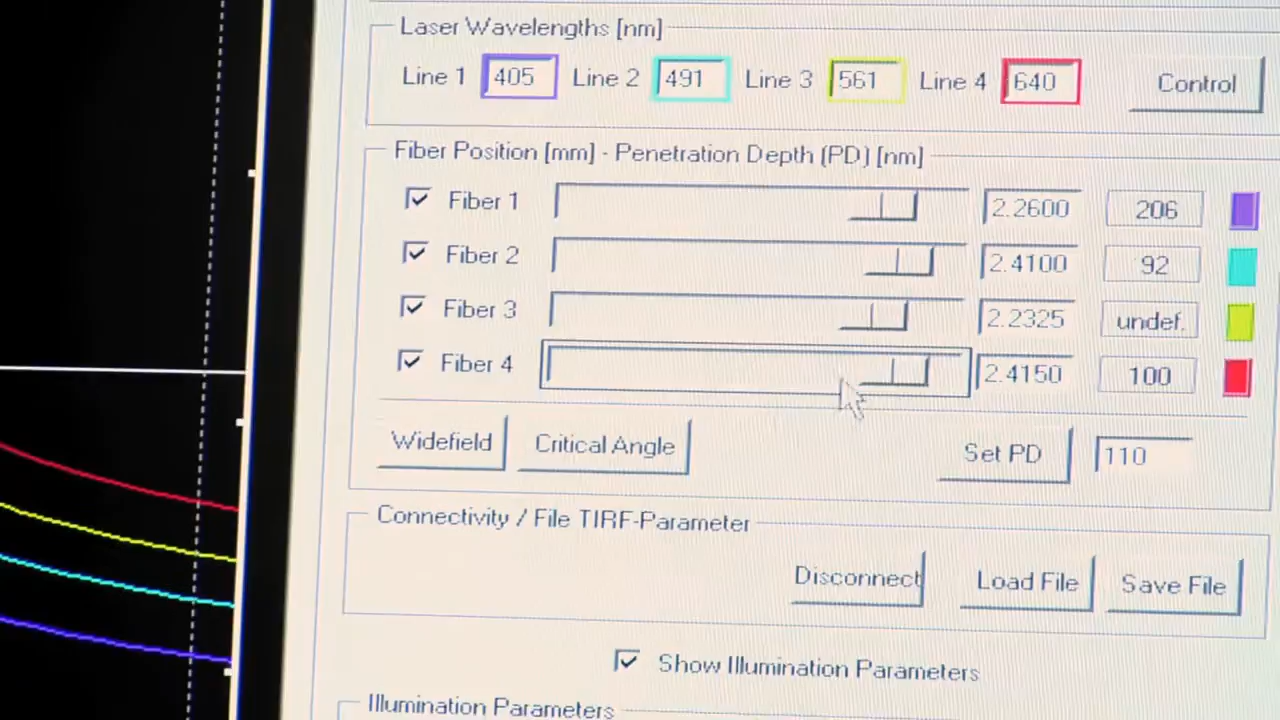 Laser Wavelengths [nm]
Line 1 405 Line 2 491 Line 3 561 Line 4 640 Control
Fiber Position [mm] - Penetration Depth (PD) [nm]
Fiber 1 2.2600 206
Fiber 2 2.4100 92
Fiber 3 2.2325 undef.
Fiber 4 2.4150 100
Widefield Critical Angle Set PD 110
Connectivity / File TIRF-Parameter
Disconnect Load File Save File
Show Illumination Parameters
Illumination Parameters